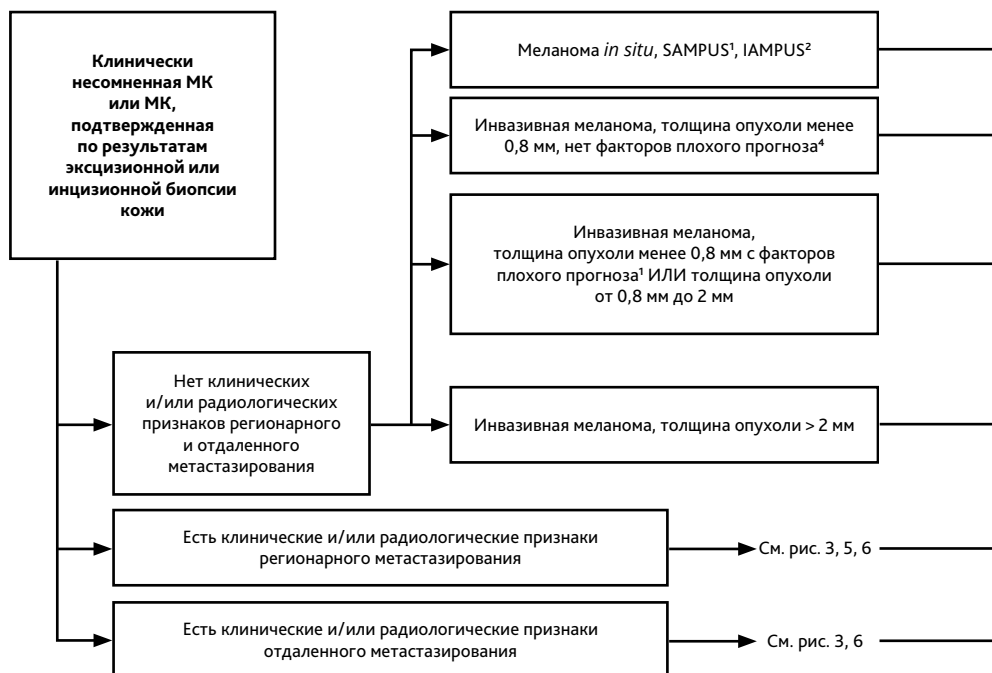 Клинически
несомненная МК
или МК,
подтвержденная
по результатам
эксцизионной или
инцизионной биопсии
кожи
Меланома in situ, SAMPUS¹, IAMPUS²
Инвазивная меланома, толщина опухоли менее
0,8 мм, нет факторов плохого прогноза⁴
Инвазивная меланома,
толщина опухоли менее 0,8 мм с факторов
плохого прогноза¹ ИЛИ толщина опухоли
от 0,8 мм до 2 мм
Нет клинических
и/или радиологических
признаков регионарного
и отдаленного
метастазирования
Инвазивная меланома, толщина опухоли > 2 мм
Есть клинические и/или радиологические признаки
регионарного метастазирования
См. рис. 3, 5, 6
Есть клинические и/или радиологические признаки
отдаленного метастазирования
См. рис. 3, 6